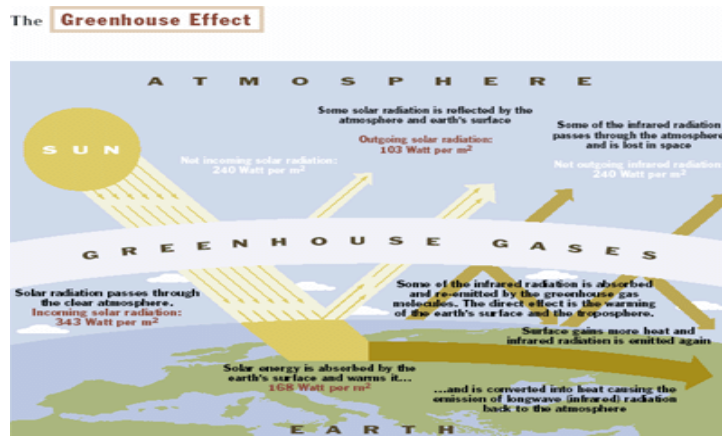 The Greenhouse Effect
ATMOSPHERE
SUN
Some solar radiation is reflected by the
atmosphere and earth's surface
Outgoing solar radiation:
103 Watt per m²
Some of the infrared radiation
passes through the atmosphere
and is lost in space
Net outgoing infrared radiation
240 Watt per m²
Net incoming solar radiation:
240 Watt per m²
GREENHOUSE GASES
Solar radiation passes through
the clear atmosphere.
Incoming solar radiation:
343 Watt per m²
Some of the infrared radiation is absorbed
and re-emitted by the greenhouse gas
molecules. The direct effect is the warming
of the earth's surface and the troposphere.
Surface gains more heat and
infrared radiation is emitted again
Solar energy is absorbed by the
earth's surface and warms it...
168 Watt per m²
...and is converted into heat causing the
emission of longwave (infrared) radiation
back to the atmosphere
EARTH